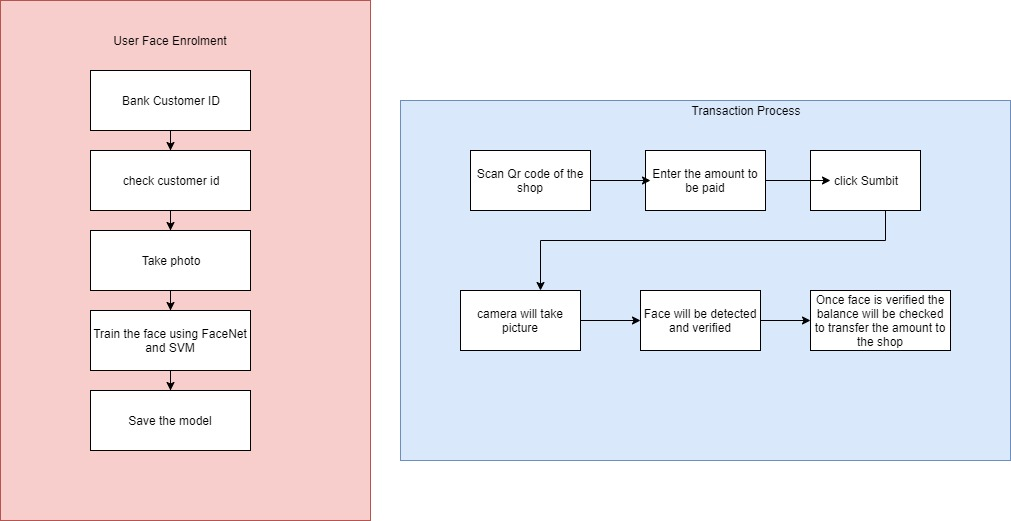 User Face Enrolment
Bank Customer ID
check customer id
Take photo
Train the face using FaceNet
and SVM
Save the model
Transaction Process
Scan Qr code of the
shop
Enter the amount to
be paid
click Sumbit
camera will take
picture
Face will be detected
and verified
Once face is verified the
balance will be checked
to transfer the amount to
the shop